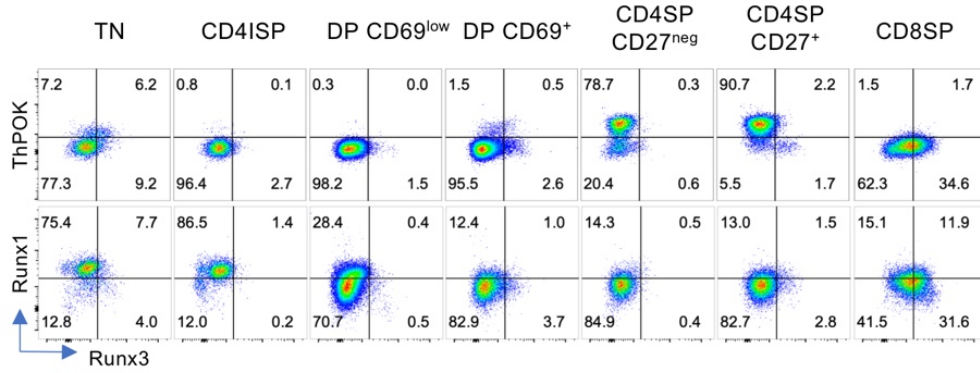 TN CD4ISP DP CD69low DP CD69+ CD4SP CD27neg CD4SP CD27+ CD8SP
ThPOK
7.2 6.2 0.8 0.1 0.3 0.0 1.5 0.5 78.7 0.3 90.7 2.2 1.5 1.7
77.3 9.2 96.4 2.7 98.2 1.5 95.5 2.6 20.4 0.6 5.5 1.7 62.3 34.6
Runx1
75.4 7.7 86.5 1.4 28.4 0.4 12.4 1.0 14.3 0.5 13.0 1.5 15.1 11.9
12.8 4.0 12.0 0.2 70.7 0.5 82.9 3.7 84.9 0.4 82.7 2.8 41.5 31.6
Runx3